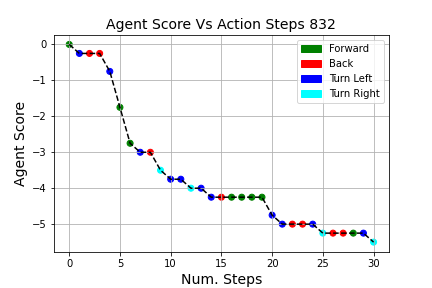 Agent Score Vs Action Steps 832
Forward
Back
Turn Left
Turn Right
Agent Score
0
−1
−2
−3
−4
−5
0 5 10 15 20 25 30
Num. Steps